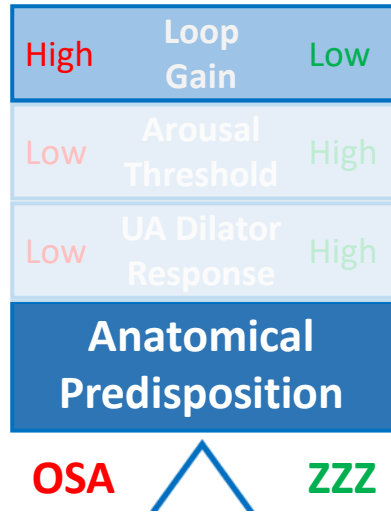 High Loop Gain Low
Low Arousal Threshold High
Low UA Dilator Response High
Anatomical
Predisposition
OSA ZZZ